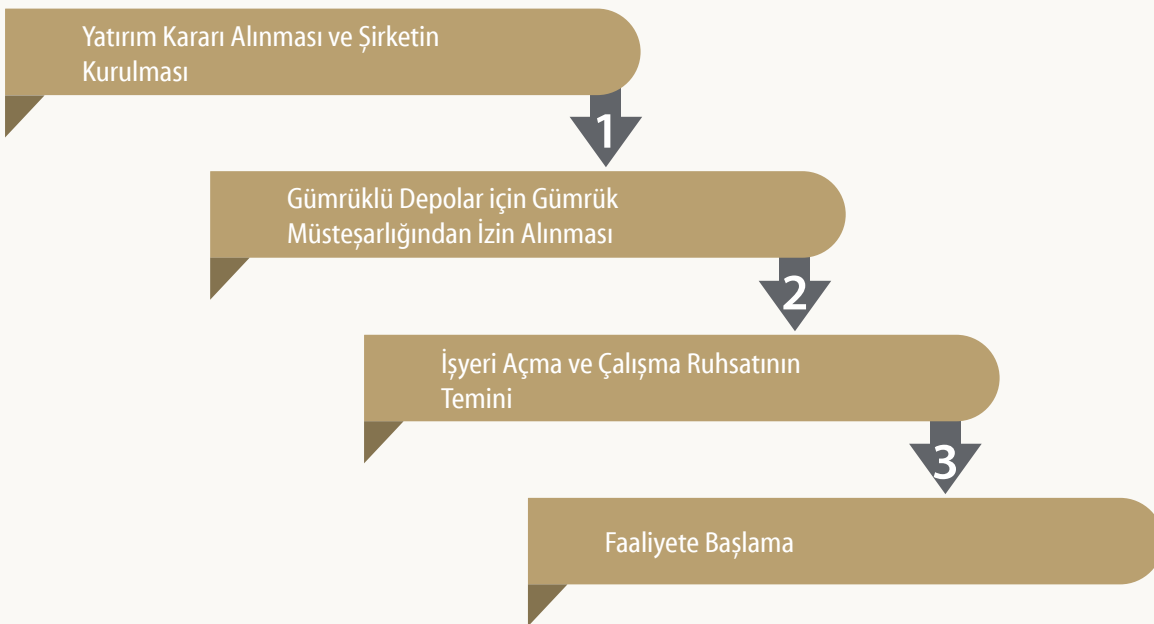 Yatırım Kararı Alınması ve Şirketin
Kurulması
1
Gümrüklü Depolar için Gümrük
Müsteşarlığından İzin Alınması
2
İşyeri Açma ve Çalışma Ruhsatının
Temini
3
Faaliyete Başlama